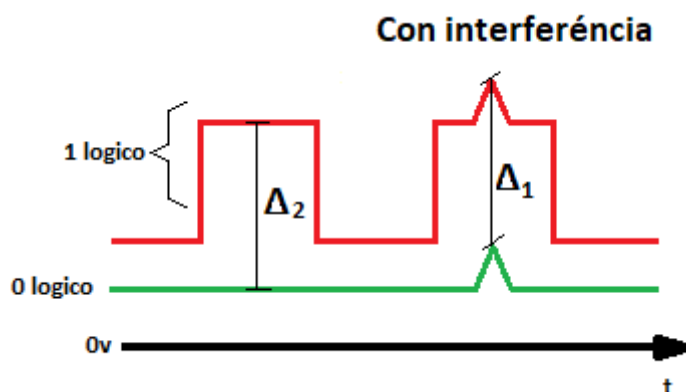 Con interferéncia
1 logico
Δ2
Δ1
0 logico
0v
t